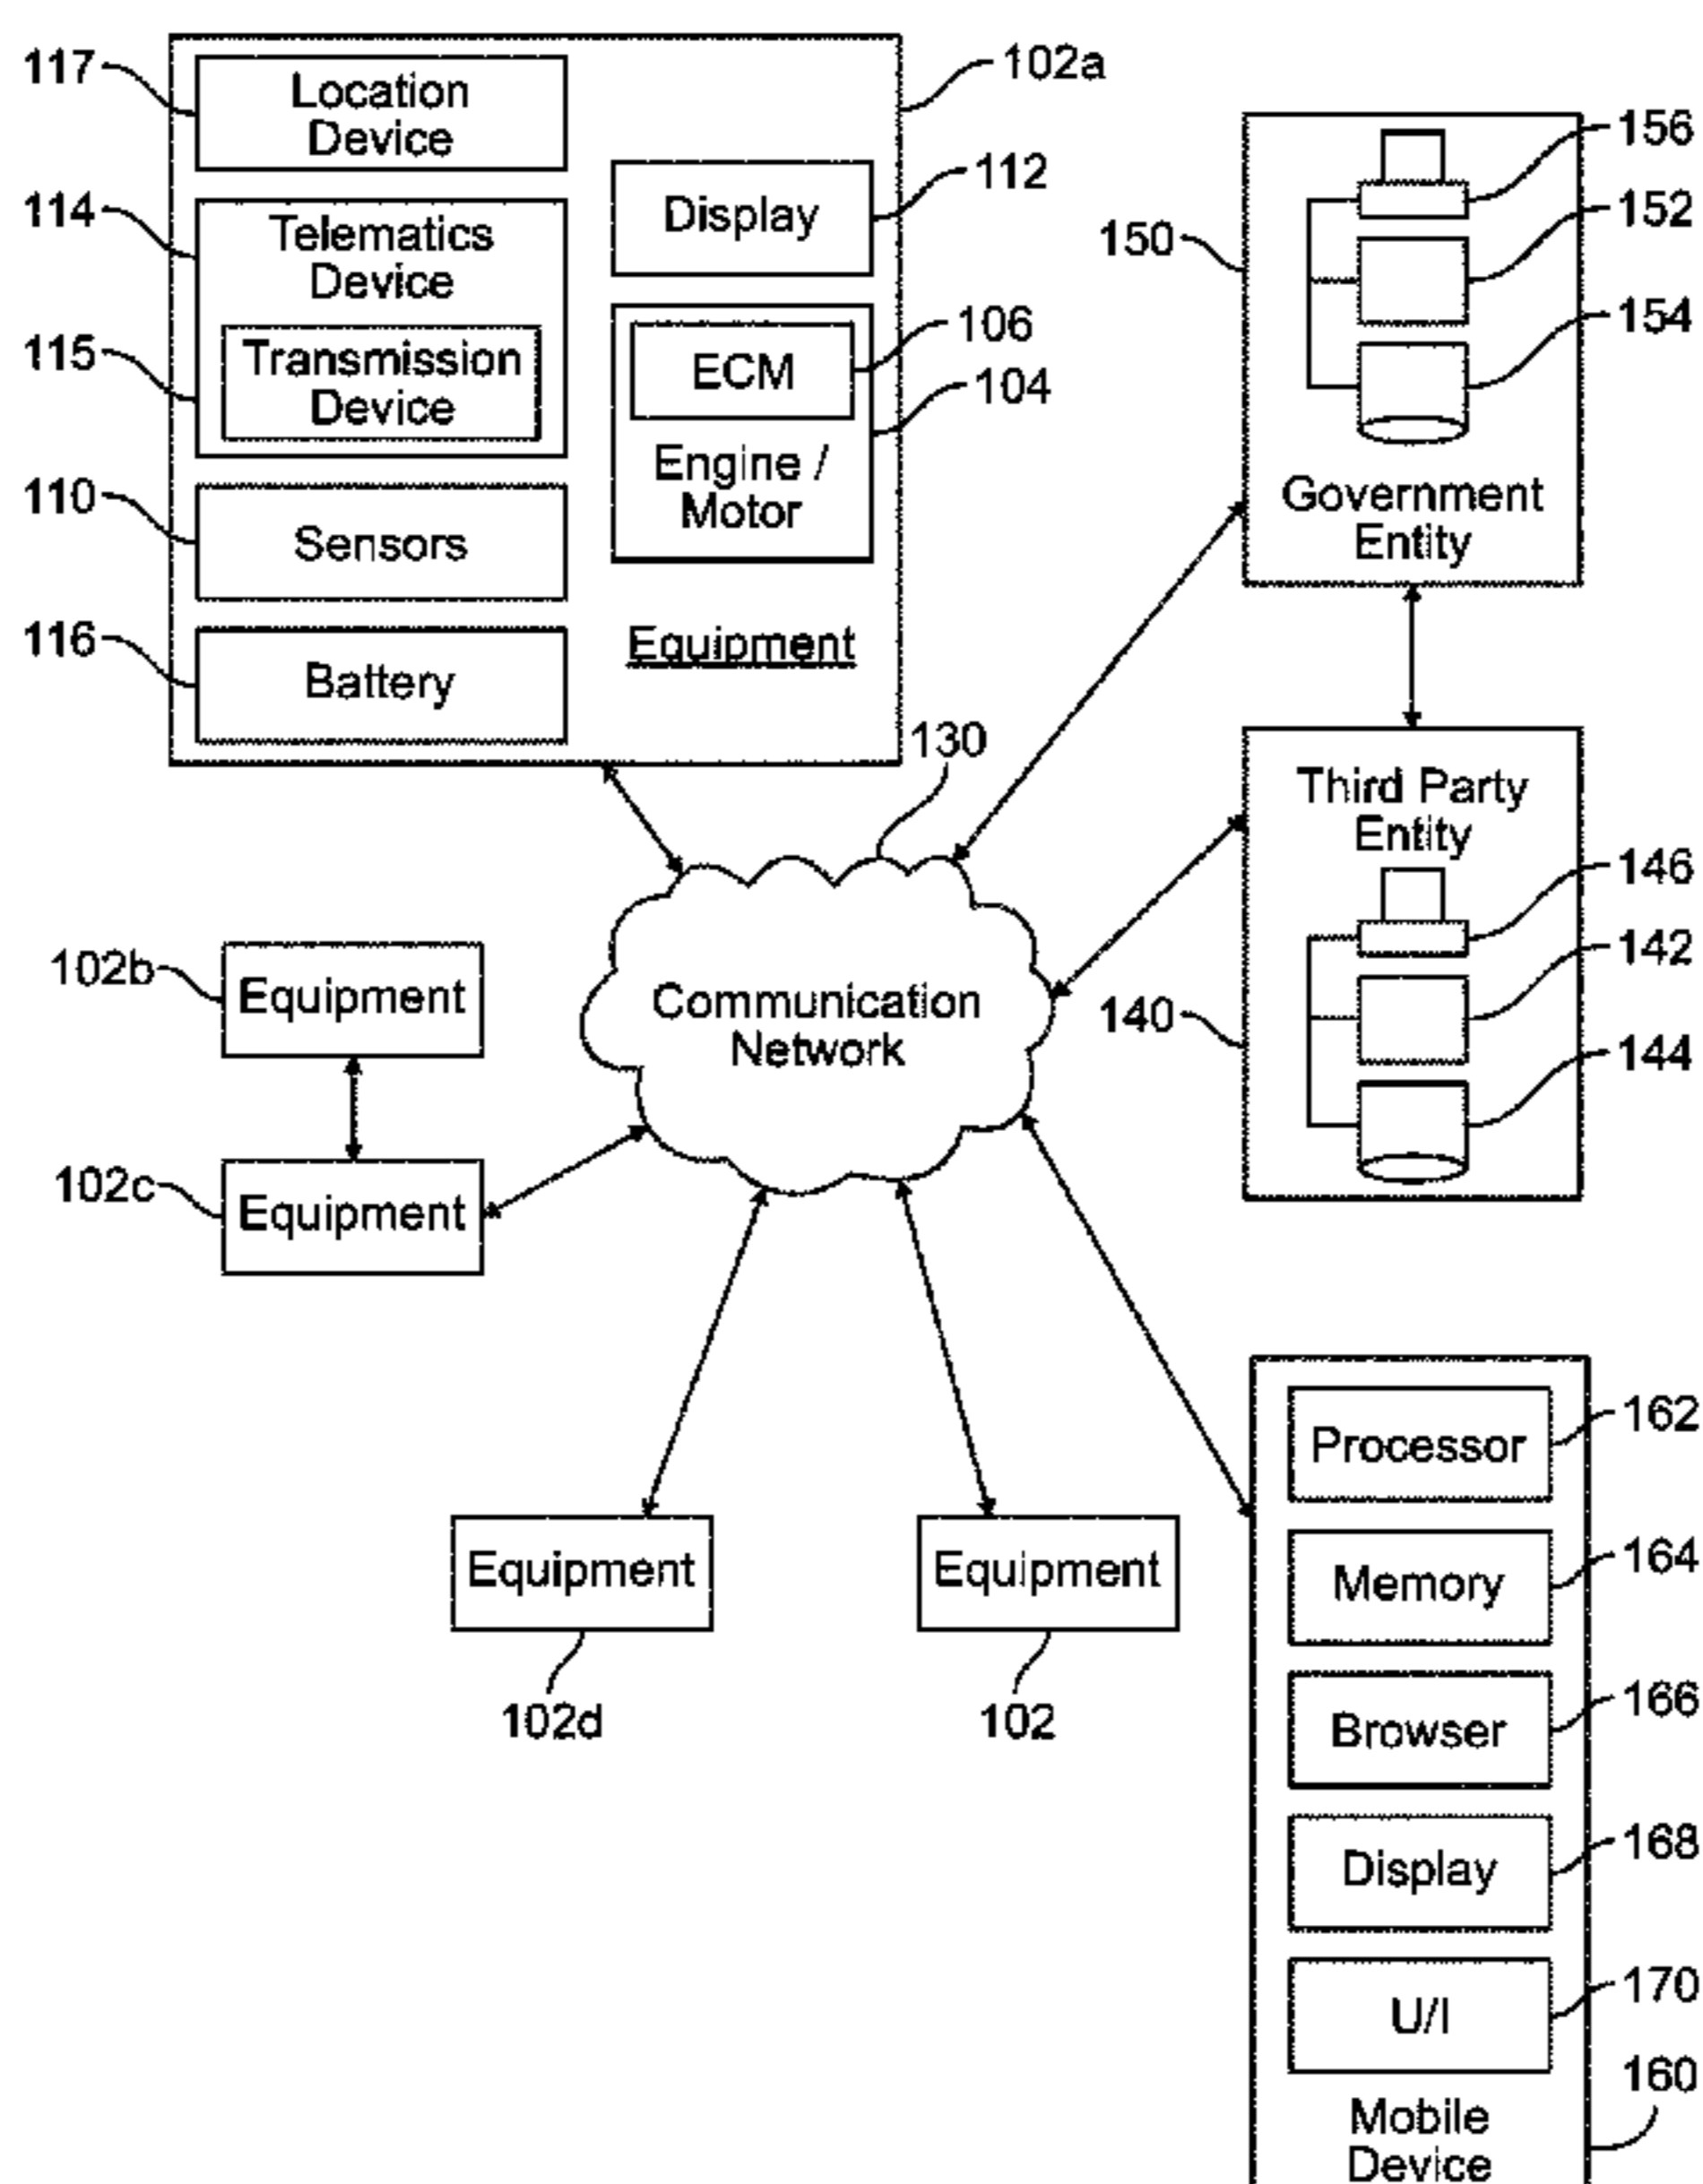 117
Location
Device
102a
114
Telematics
Device
115
Transmission
Device
Display
112
106
ECM
104
Engine /
Motor
110
Sensors
116
Battery
Equipment
130
156
152
150
154
Government
Entity
Third Party
Entity
146
142
140
144
102b
Equipment
102c
Equipment
Communication
Network
Equipment
102d
Equipment
102
Processor
162
Memory
164
Browser
166
Display
168
U/I
170
160
Mobile
Device